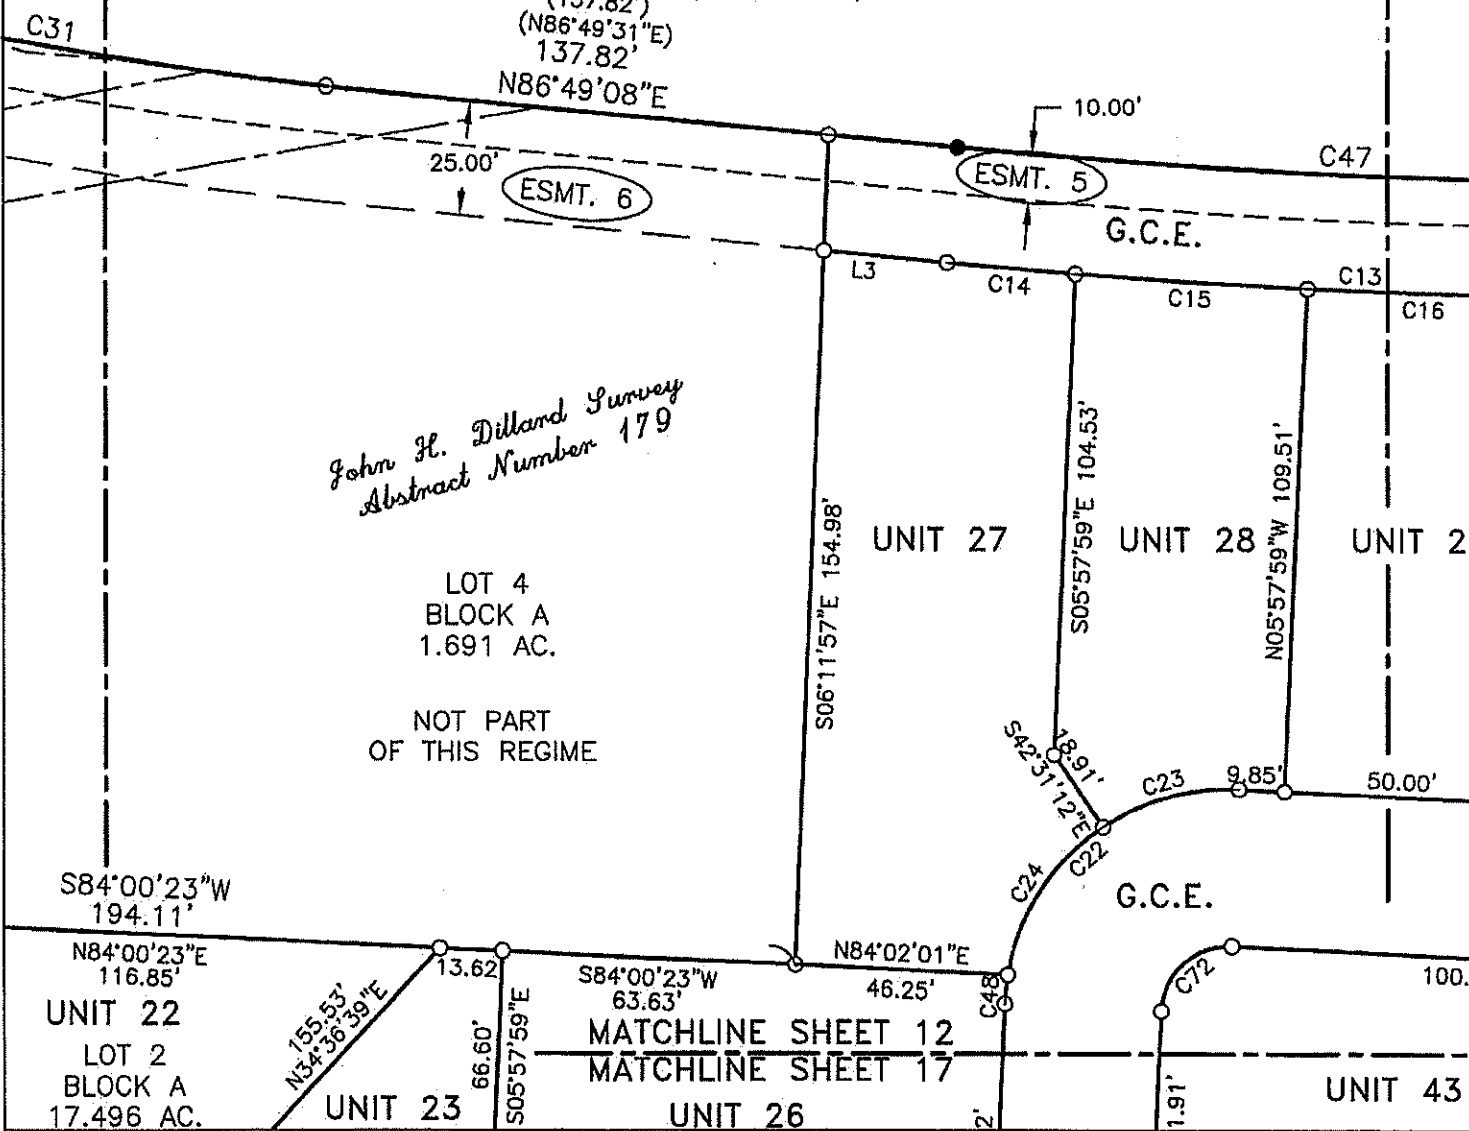 (137.82')
(N86°49'31"E)
137.82'
N86°49'08"E
C31
10.00'
C47
25.00'
ESMT. 6
ESMT. 5
G.C.E.
L3
C14
C15
C13
C16
John H. Dillard Survey
Abstract Number 179
S06°11'57"E 154.98'
S05°57'59"E 104.53'
N05°57'59"W 109.51'
UNIT 27
UNIT 28
UNIT 2
LOT 4
BLOCK A
1.691 AC.
NOT PART
OF THIS REGIME
18.91'
S42°31'12"E
C23
9.85'
50.00'
C22
C24
G.C.E.
S84°00'23"W
194.11'
N84°00'23"E
116.85'
13.62
S84°00'23"W
63.63'
N84°02'01"E
46.25'
C48
C72
100.
UNIT 22
LOT 2
BLOCK A
17.496 AC.
155.53'
N34°36'39"E
UNIT 23
66.60'
S05°57'59"E
MATCHLINE SHEET 12
MATCHLINE SHEET 17
UNIT 26
2'
1.91'
UNIT 43